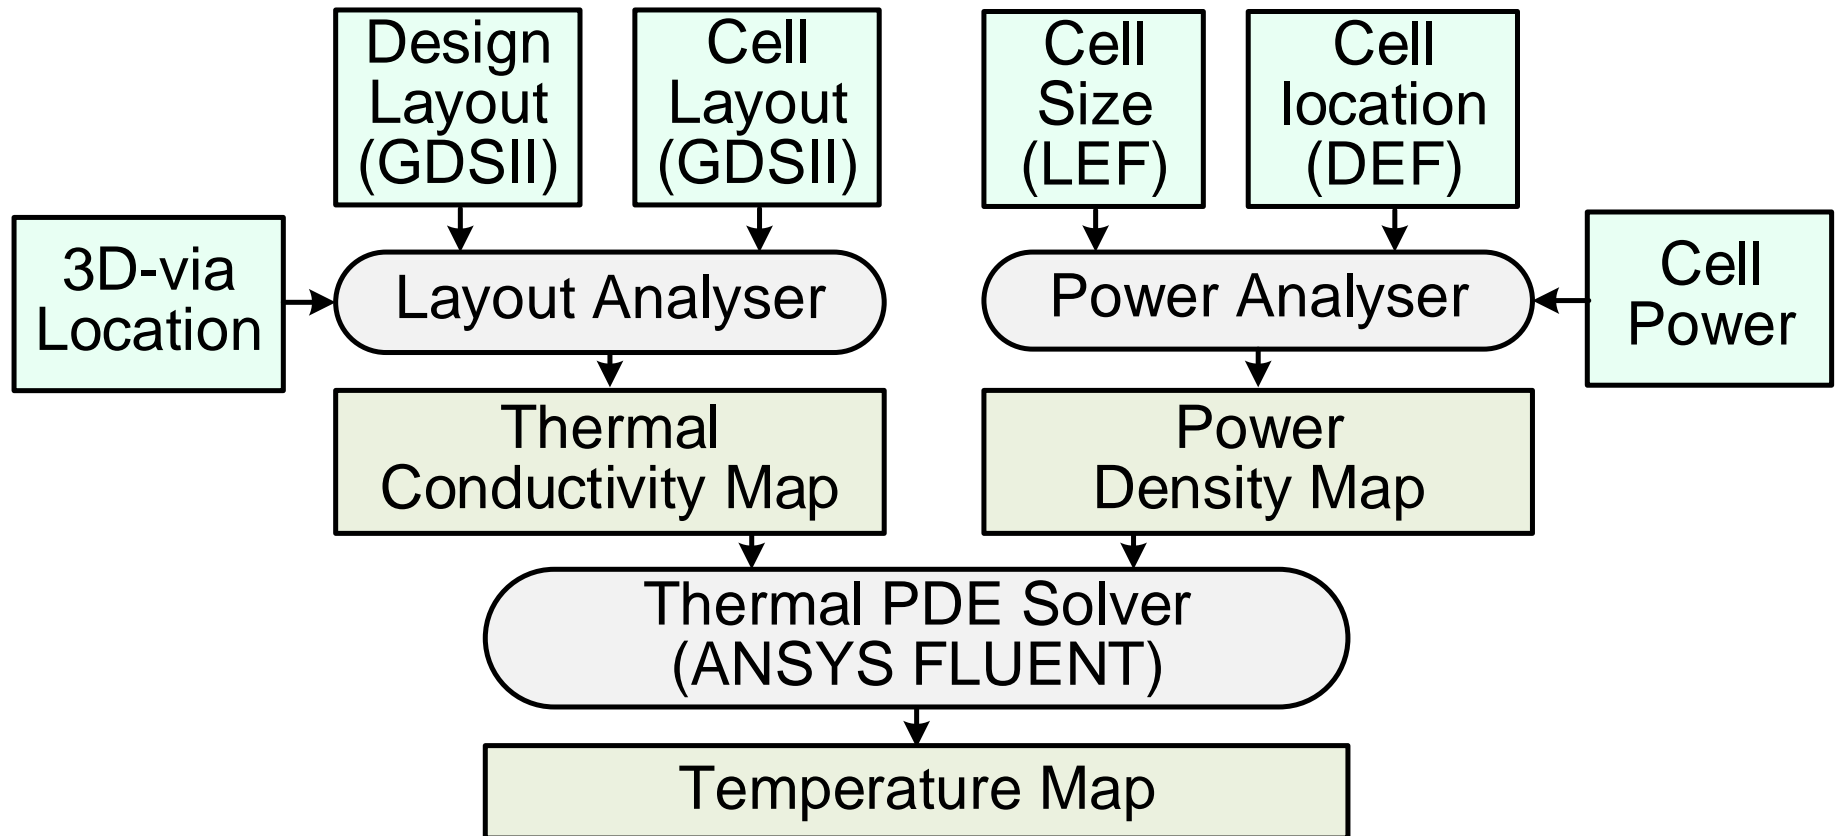 Design
Layout
(GDSII)
Cell
Layout
(GDSII)
Cell
Size
(LEF)
Cell
location
(DEF)
3D-via
Location
Layout Analyser
Power Analyser
Cell
Power
Thermal
Conductivity Map
Power
Density Map
Thermal PDE Solver
(ANSYS FLUENT)
Temperature Map